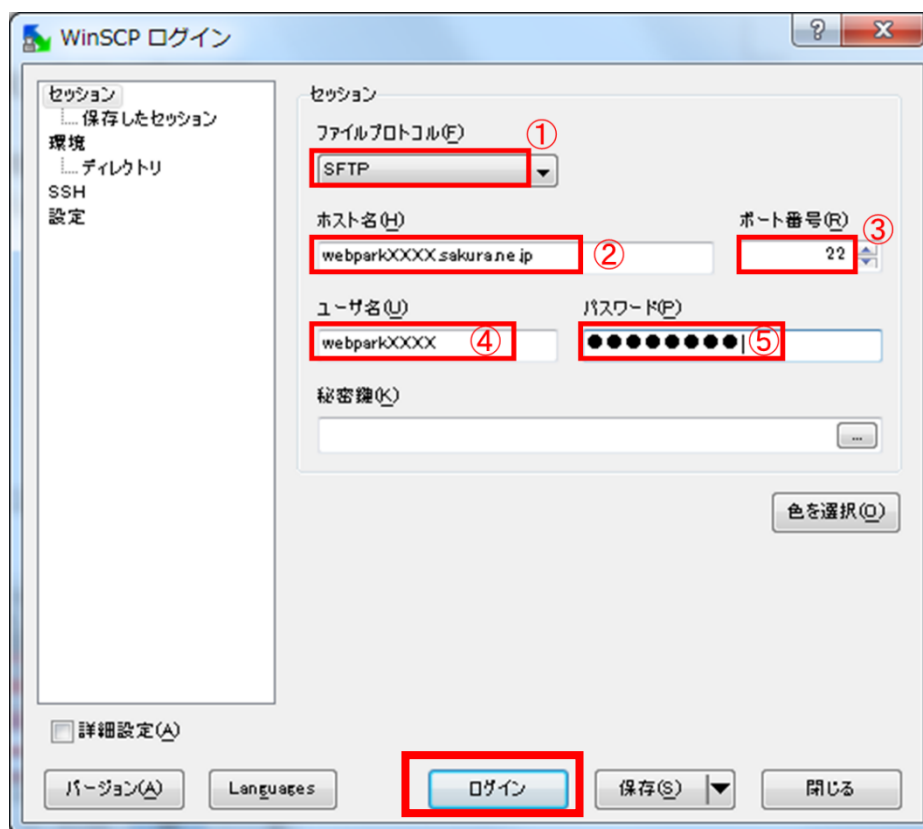 WinSCP ログイン
?
セッション
保存したセッション
環境
ディレクトリ
SSH
設定
セッション
ファイルプロトコル(F) ①
SFTP
ホスト名(H)
ポート番号(R) ③
webparkXXXX.sakura.ne.jp ②
22
ユーザ名(U)
パスワード(P)
webparkXXXX ④
●●●●●●●● ⑤
秘密鍵(K)
...
色を選択(O)
詳細設定(A)
バージョン(A)
Languages
ログイン
保存(S)
閉じる